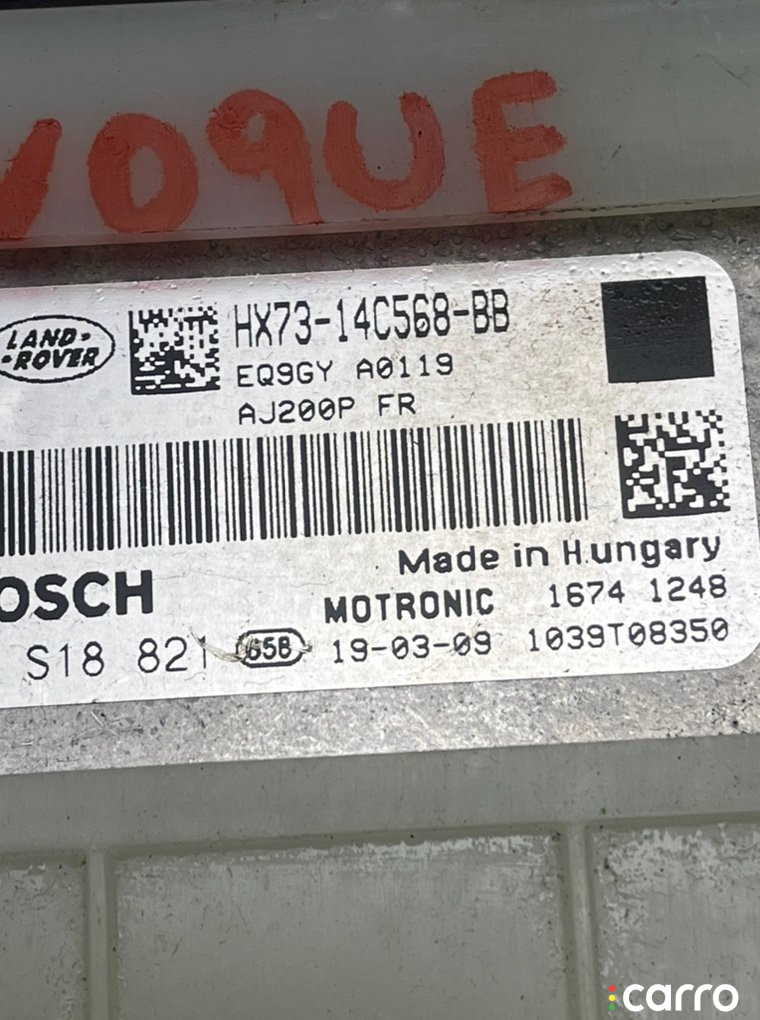 VOQUE
LAND-
-ROVER
HX73-14C568-BB
EQ9GY A0119
AJ200P FR
Made in Hungary
OSCH
MOTRONIC 1674 1248
S18 821 65B 19-03-09 1039T08350
carro